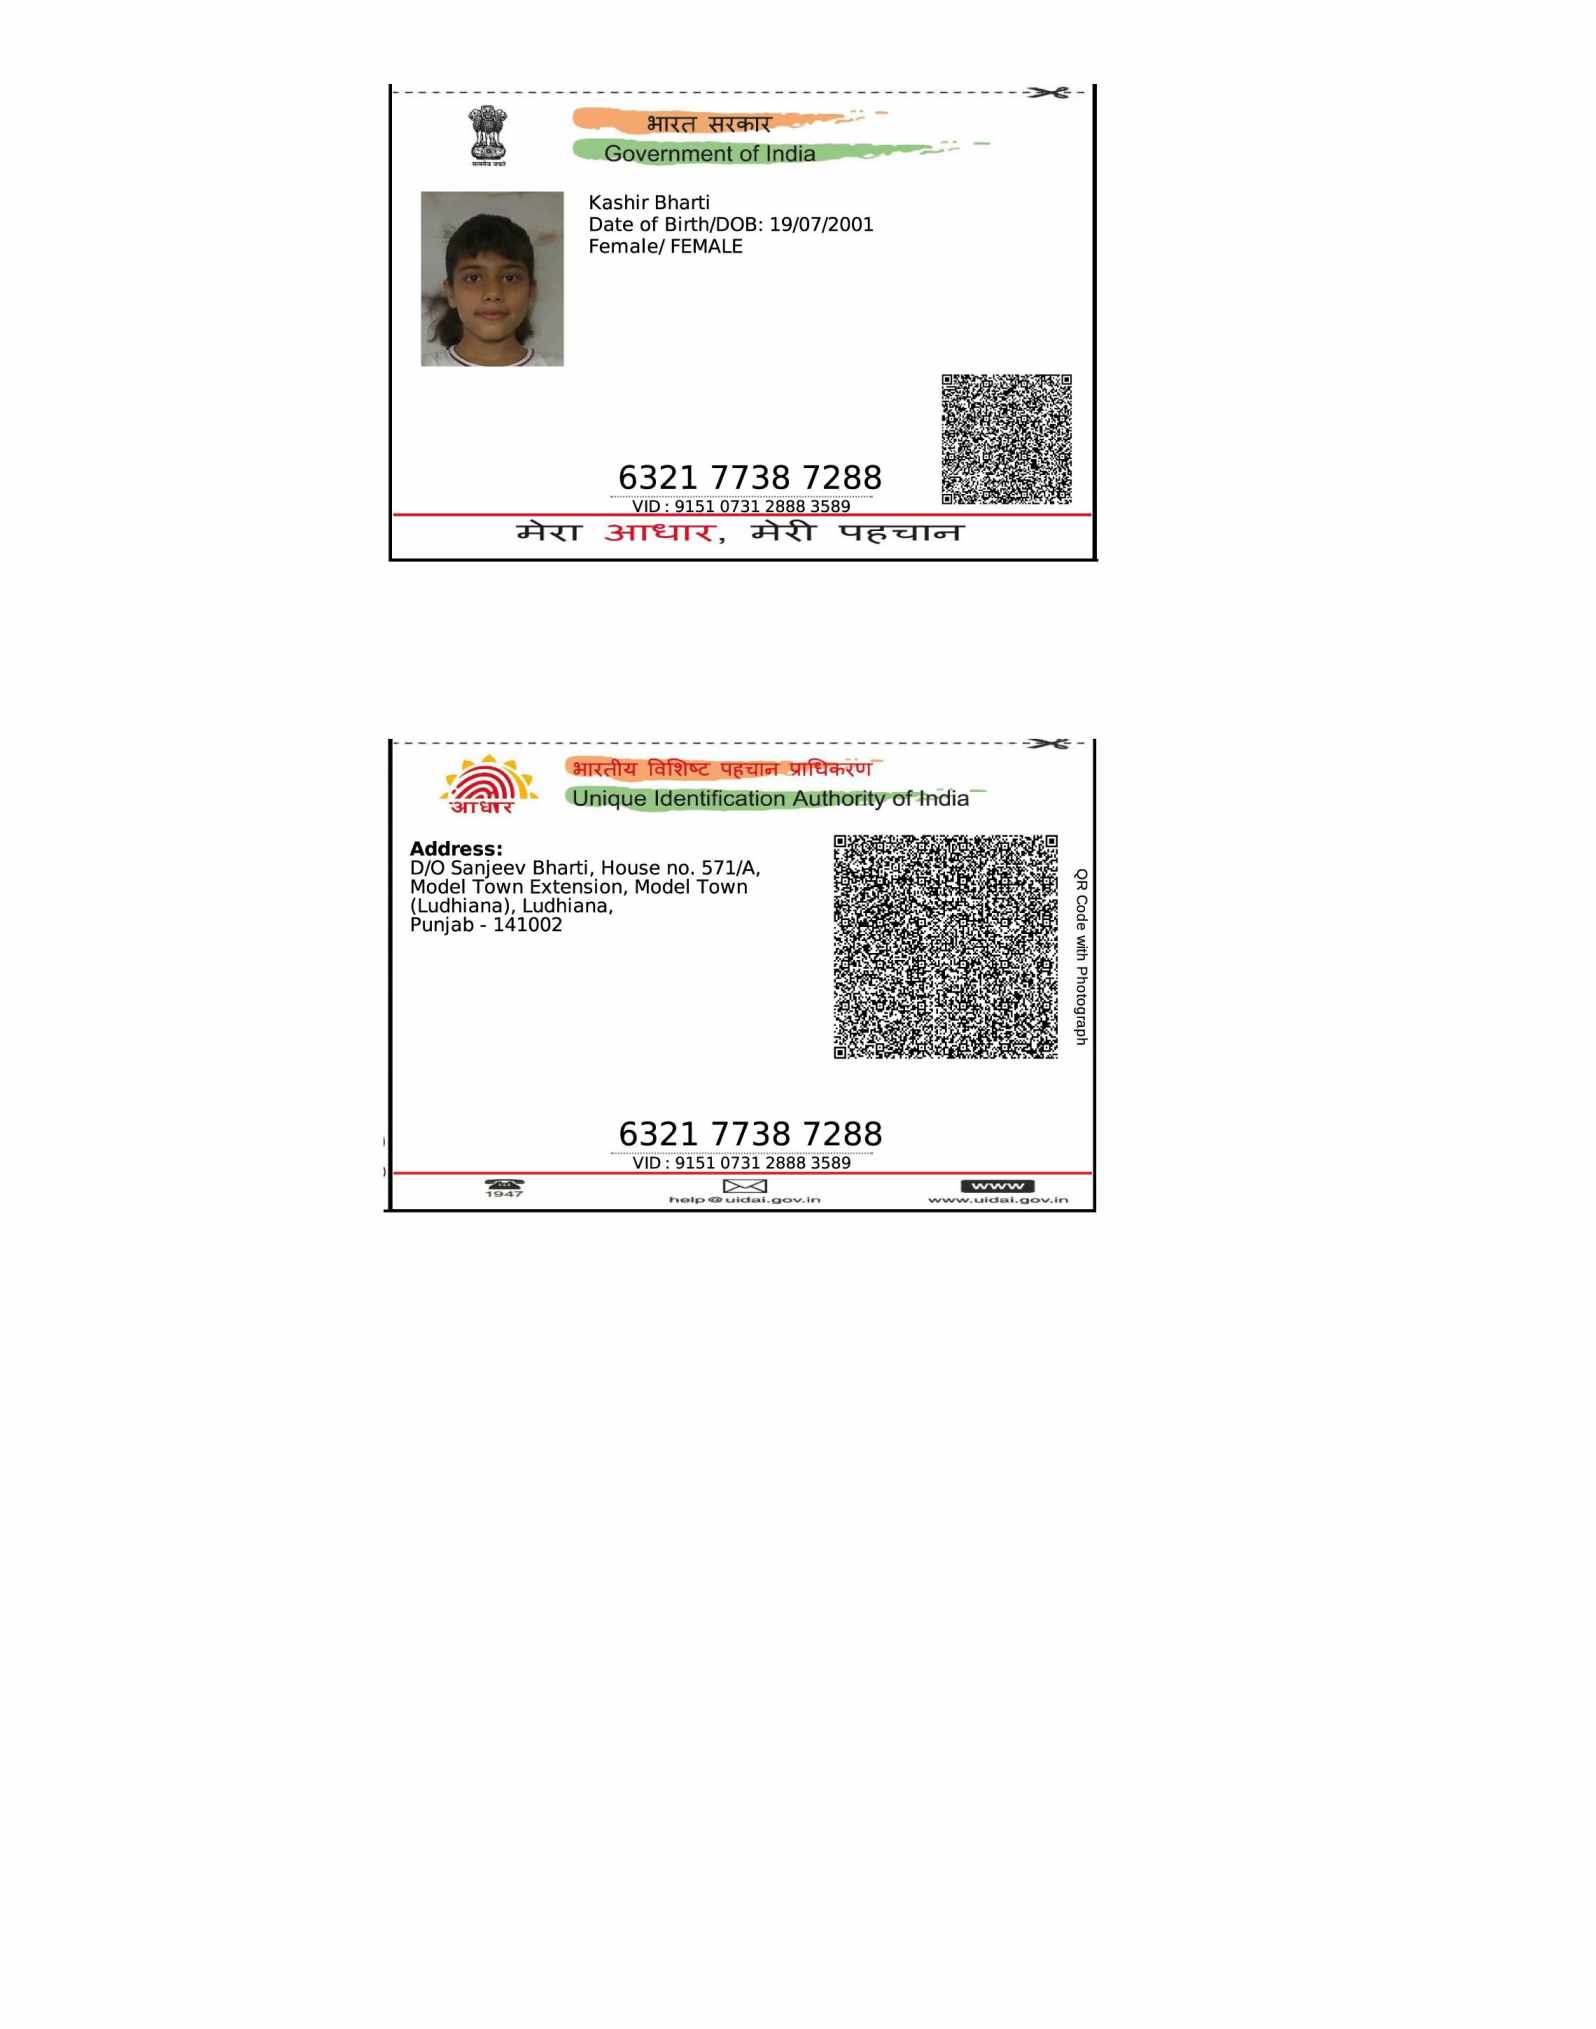 भारत सरकार
Government of India
सत्यमेव जयते
Kashir Bharti
Date of Birth/DOB: 19/07/2001
Female/ FEMALE
6321 7738 7288
VID : 9151 0731 2888 3589
मेरा आधार, मेरी पहचान
भारतीय विशिष्ट पहचान प्राधिकरण
Unique Identification Authority of India
आधार
Address:
D/O Sanjeev Bharti, House no. 571/A,
Model Town Extension, Model Town
(Ludhiana), Ludhiana,
Punjab - 141002
QR Code with Photograph
6321 7738 7288
VID : 9151 0731 2888 3589
1947
help@uidai.gov.in
www
www.uidai.gov.in